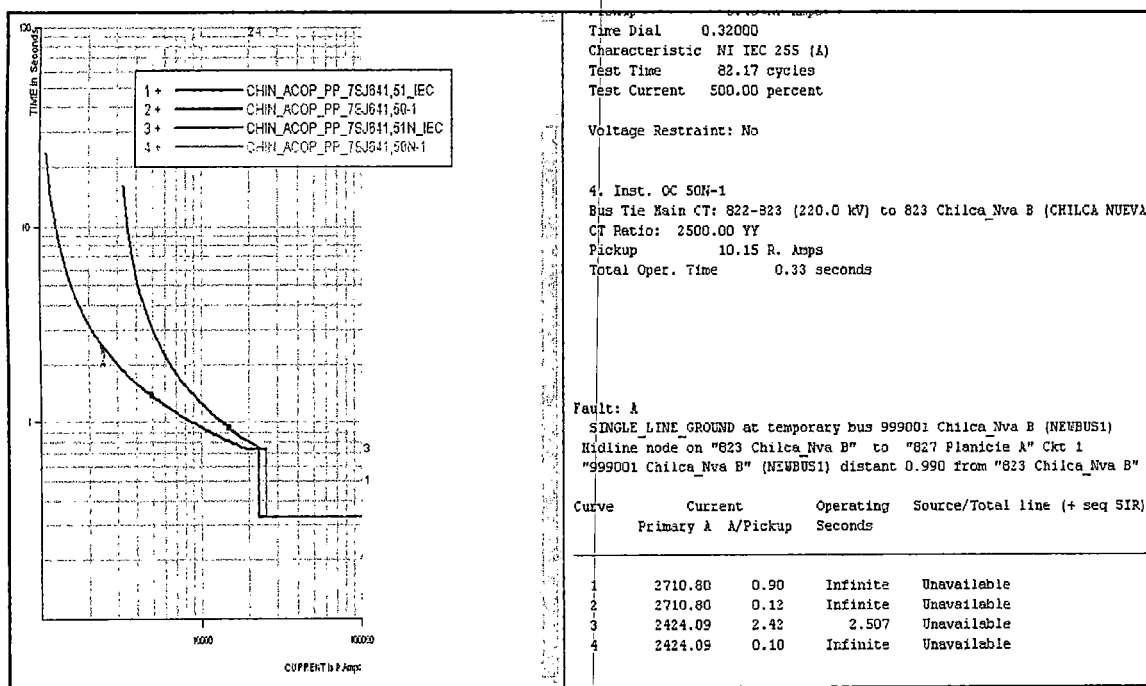 100
24
TIME in Seconds
1 + CHIN_ACOP_PP_7SJ641,51_IEC
2 + CHIN_ACOP_PP_7SJ641,50-1
3 + CHIN_ACOP_PP_7SJ641,51N_IEC
4 + CHIN_ACOP_PP_7SJ641,50N-1
10
1
3
1
10000
100000
CURRENT in P.Amps
Time Dial 0.32000
Characteristic NI IEC 255 (A)
Test Time 82.17 cycles
Test Current 500.00 percent
Voltage Restraint: No
4. Inst. OC 50N-1
Bus Tie Main CT: 822-823 (220.0 kV) to 823 Chilca_Nva B (CHILCA NUEVA
CT Ratio: 2500.00 YY
Pickup 10.15 R. Amps
Total Oper. Time 0.33 seconds
Fault: A
SINGLE_LINE_GROUND at temporary bus 999001 Chilca_Nva B (NEWBUS1)
Midline node on "823 Chilca_Nva B" to "827 Planicie A" Ckt 1
"999001 Chilca_Nva B" (NEWBUS1) distant 0.990 from "823 Chilca_Nva B"
Curve Current Operating Source/Total line (+ seq SIR)
Primary A A/Pickup Seconds
1 2710.80 0.90 Infinite Unavailable
2 2710.80 0.12 Infinite Unavailable
3 2424.09 2.42 2.507 Unavailable
4 2424.09 0.10 Infinite Unavailable